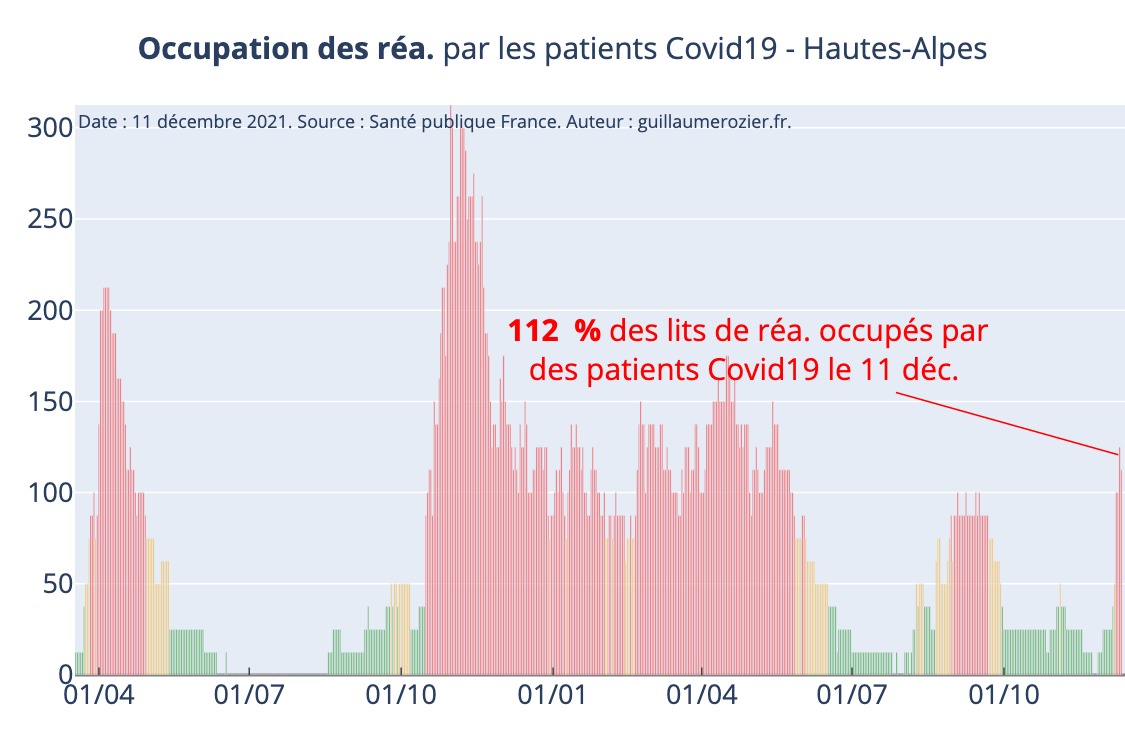 Occupation des réa. par les patients Covid19 - Hautes-Alpes
Date : 11 décembre 2021. Source : Santé publique France. Auteur : guillaumerozier.fr.
300
250
200
150
100
50
0
112 % des lits de réa. occupés par
des patients Covid19 le 11 déc.
01/04 01/07 01/10 01/01 01/04 01/07 01/10